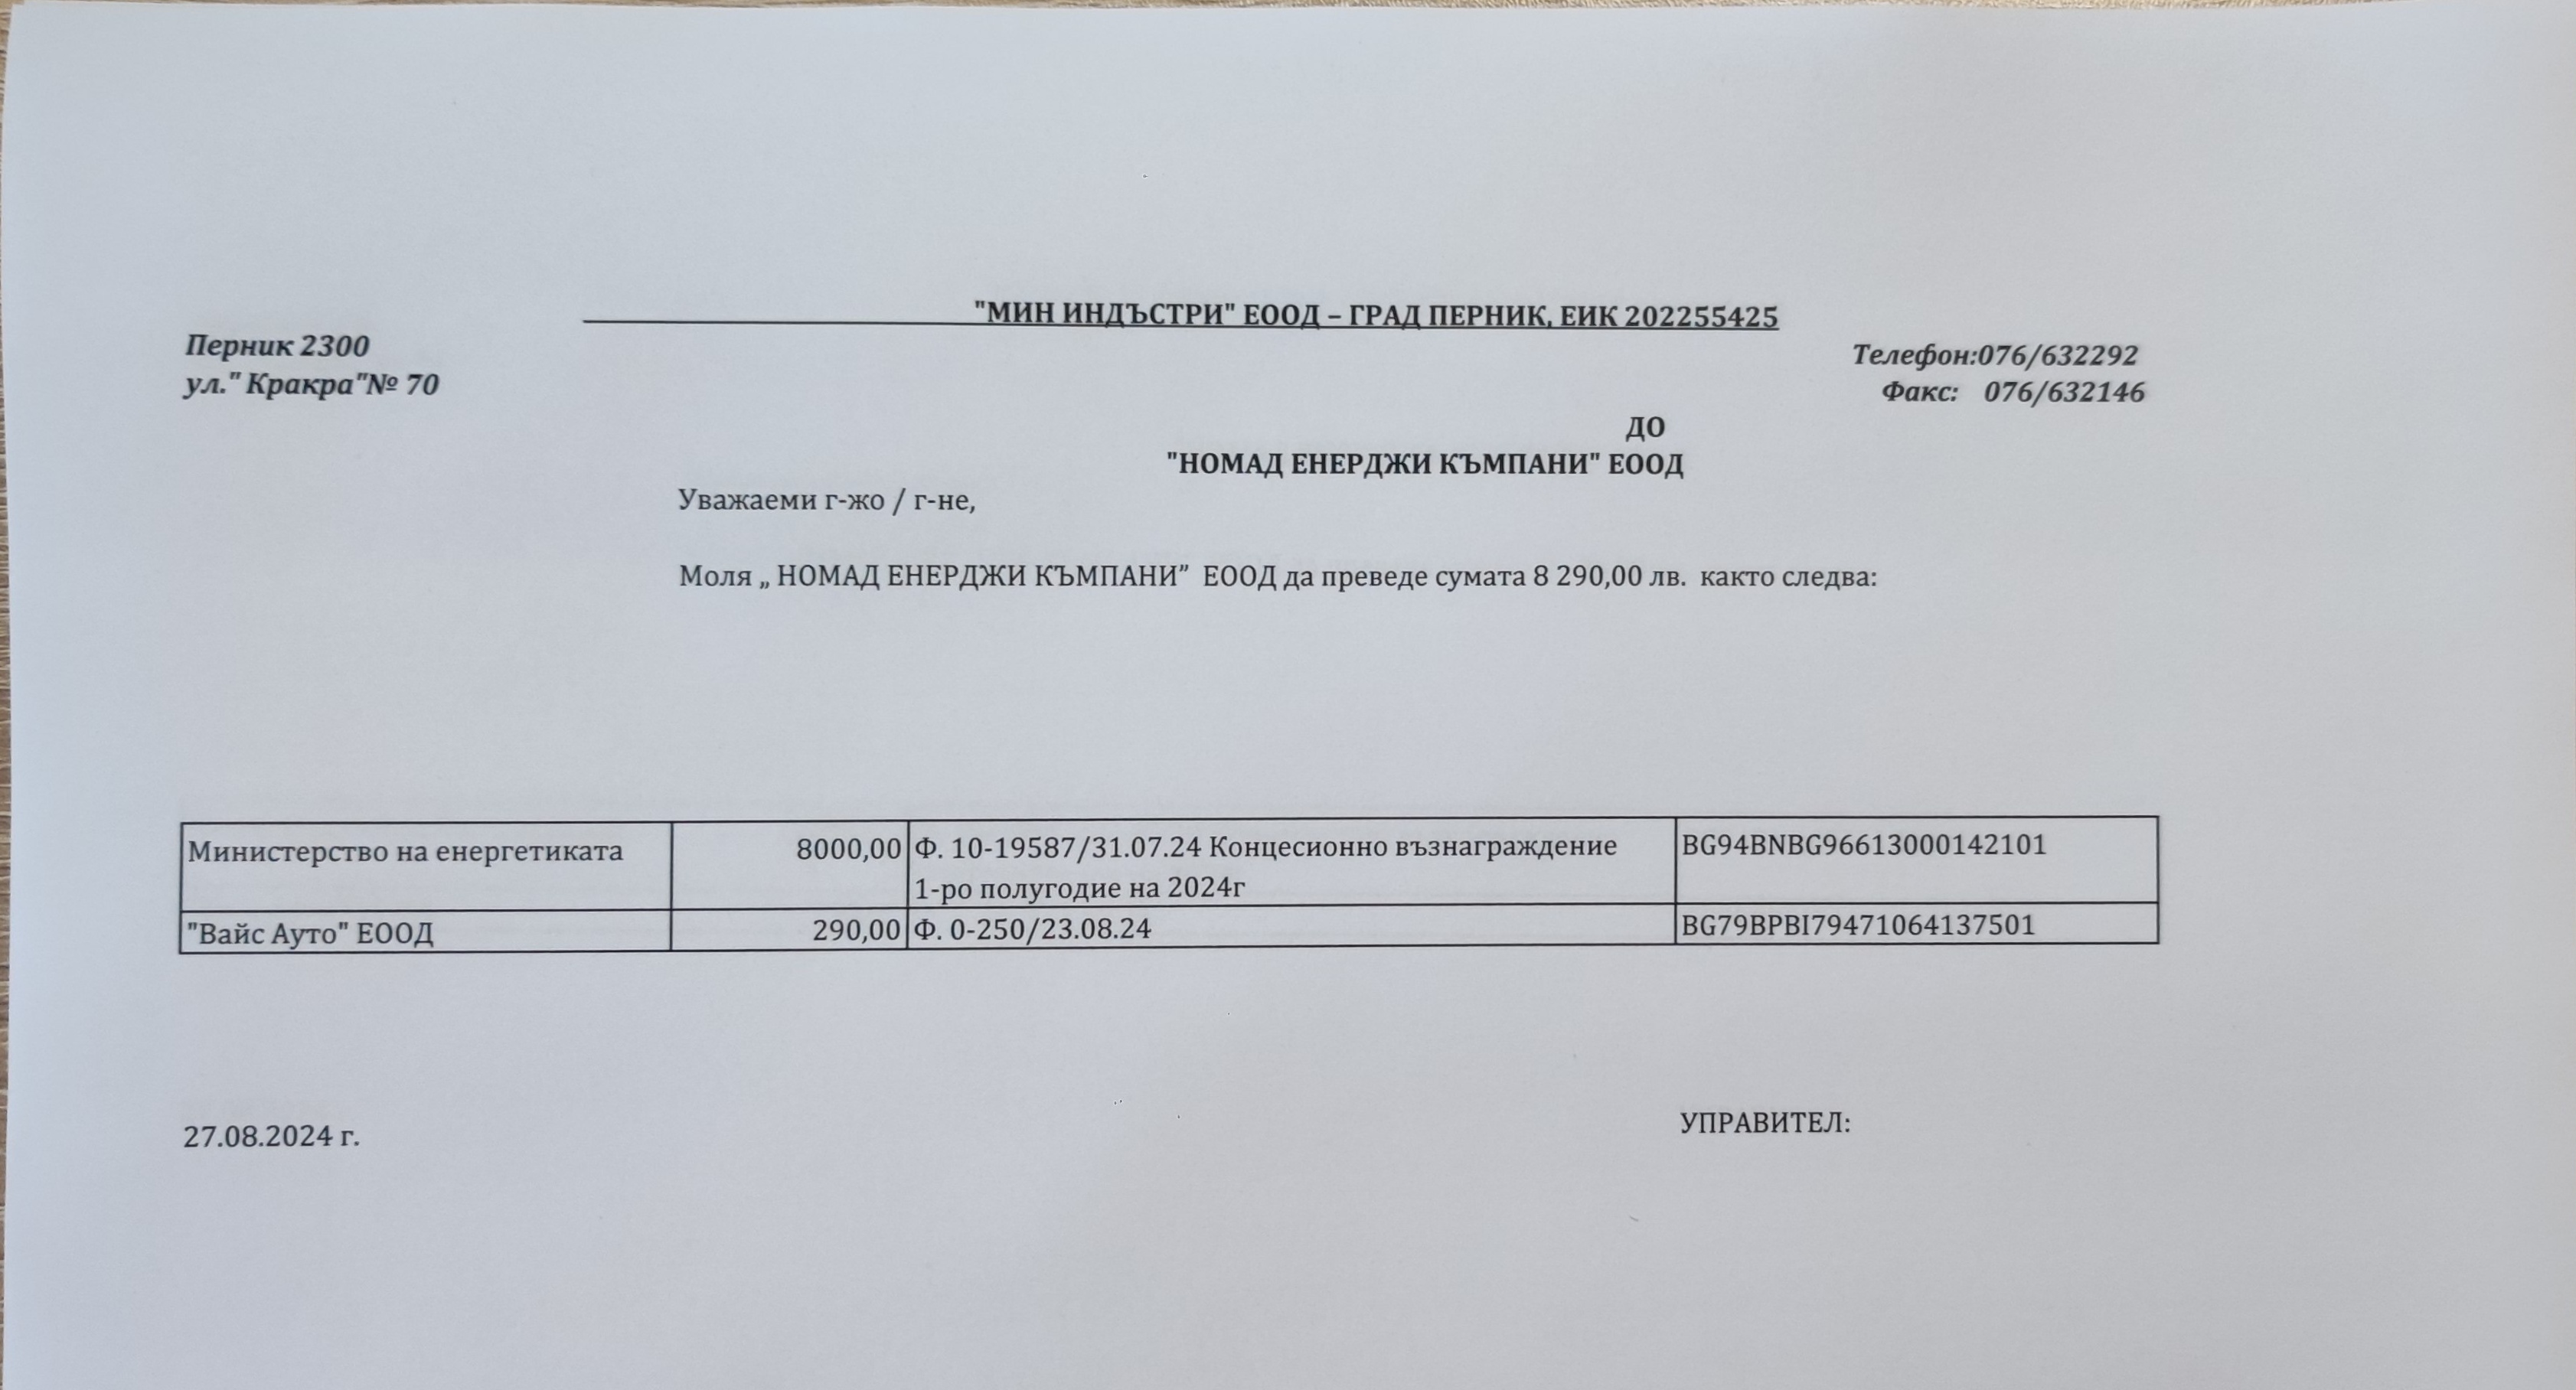 "МИН ИНДЪСТРИ" ЕООД – ГРАД ПЕРНИК, ЕИК 202255425
Перник 2300
Телефон:076/632292
ул." Кракра"№ 70
Факс: 076/632146
ДО
"НОМАД ЕНЕРДЖИ КЪМПАНИ" ЕООД
Уважаеми г-жо / г-не,
Моля „ НОМАД ЕНЕРДЖИ КЪМПАНИ” ЕООД да преведе сумата 8 290,00 лв. както следва:
Министерство на енергетиката 8000,00 Ф. 10-19587/31.07.24 Концесионно възнаграждение BG94BNBG96613000142101
1-ро полугодие на 2024г
"Вайс Ауто" ЕООД 290,00 Ф. 0-250/23.08.24 BG79BPBI79471064137501
27.08.2024 г.
УПРАВИТЕЛ: